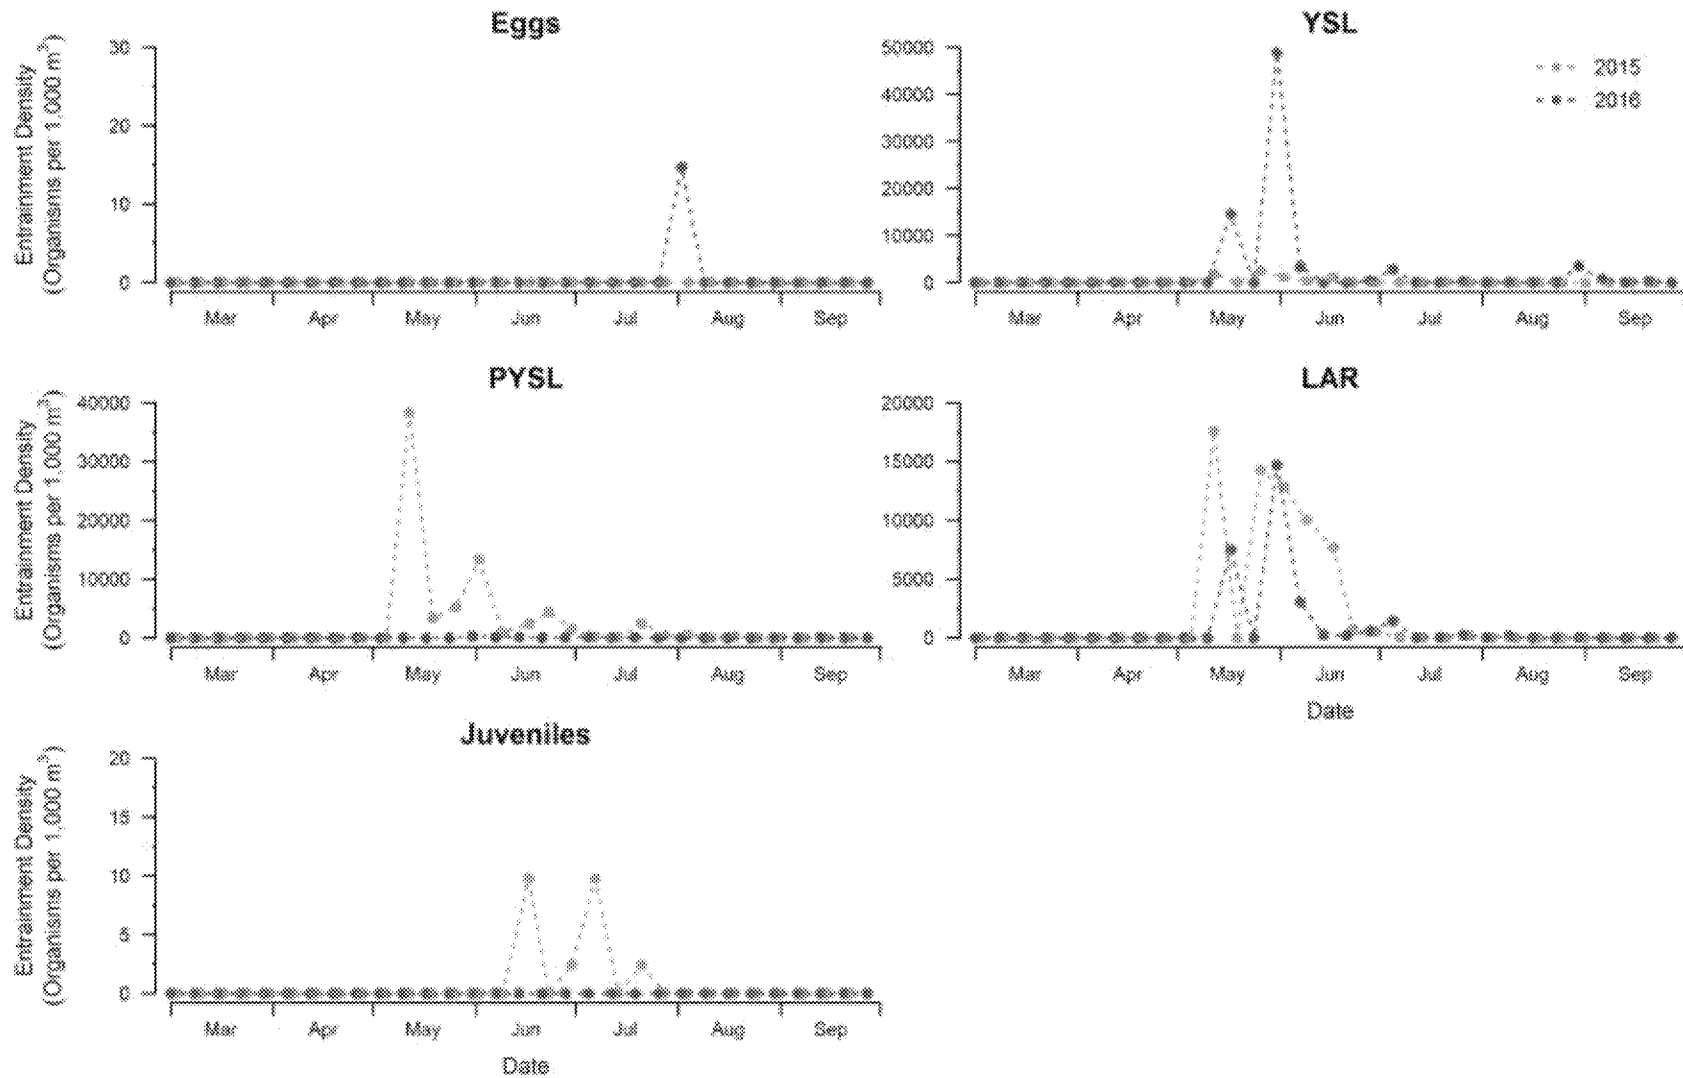 Eggs
Entrainment Density
(Organisms per 1,000 m³)
30
20
10
0
Mar Apr May Jun Jul Aug Sep
YSL
2015
2016
50000
40000
30000
20000
10000
0
Mar Apr May Jun Jul Aug Sep
PYSL
Entrainment Density
(Organisms per 1,000 m³)
40000
30000
20000
10000
0
Mar Apr May Jun Jul Aug Sep
LAR
20000
15000
10000
5000
0
Mar Apr May Jun Jul Aug Sep
Date
Juveniles
Entrainment Density
(Organisms per 1,000 m³)
20
15
10
5
0
Mar Apr May Jun Jul Aug Sep
Date